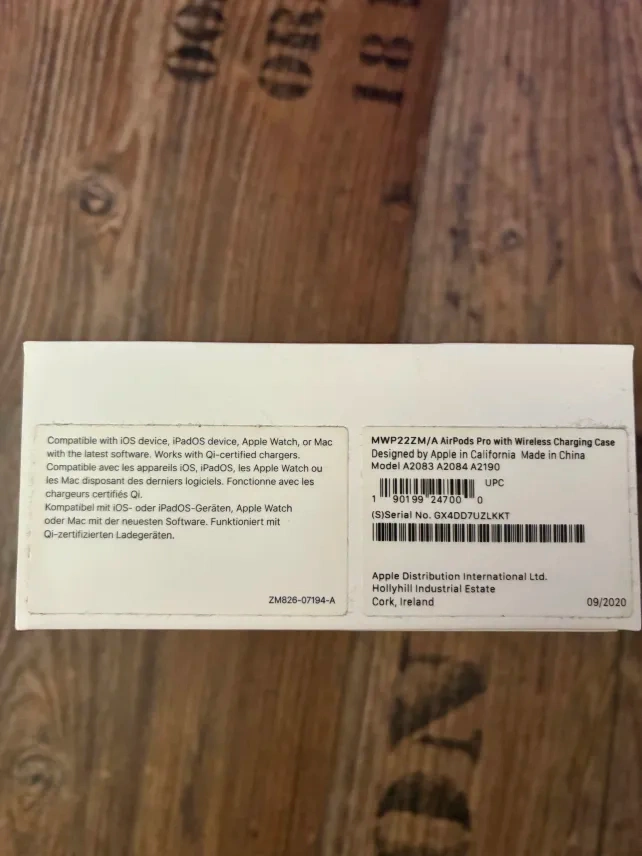 Compatible with iOS device, iPadOS device, Apple Watch, or Mac
with the latest software. Works with Qi-certified chargers.
Compatible avec les appareils iOS, iPadOS, les Apple Watch ou
les Mac disposant des derniers logiciels. Fonctionne avec les
chargeurs certifiés Qi.
Kompatibel mit iOS- oder iPadOS-Geräten, Apple Watch
oder Mac mit der neuesten Software. Funktioniert mit
Qi-zertifizierten Ladegeräten.
ZM826-07194-A
MWP22ZM/A AirPods Pro with Wireless Charging Case
Designed by Apple in California Made in China
Model A2083 A2084 A2190
UPC
1 90199 24700 0
(S)Serial No. GX4DD7UZLKKT
Apple Distribution International Ltd.
Hollyhill Industrial Estate
Cork, Ireland
09/2020